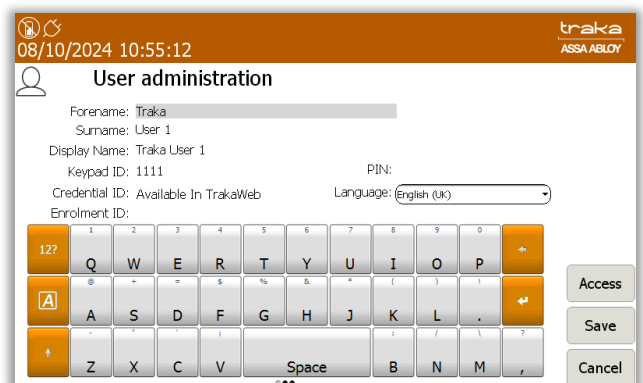 traka
ASSA ABLOY
08/10/2024 10:55:12
User administration
Forename: Traka
Surname: User 1
Display Name: Traka User 1
Keypad ID: 1111 PIN:
Credential ID: Available In TrakaWeb Language: English (UK)
Enrolment ID:
1 2 3 4 5 6 7 8 9 0
12? Q W E R T Y U I O P
@ + = $ % & * ( ) !
A A S D F G H J K L .
- " ' ; : / \ ?
Z X C V Space B N M ,
Access
Save
Cancel